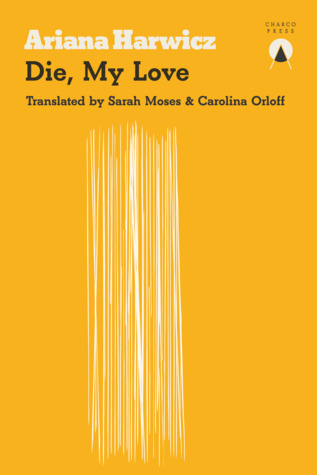 CHARCO
PRESS
Ariana Harwicz
Die, My Love
Translated by Sarah Moses & Carolina Orloff